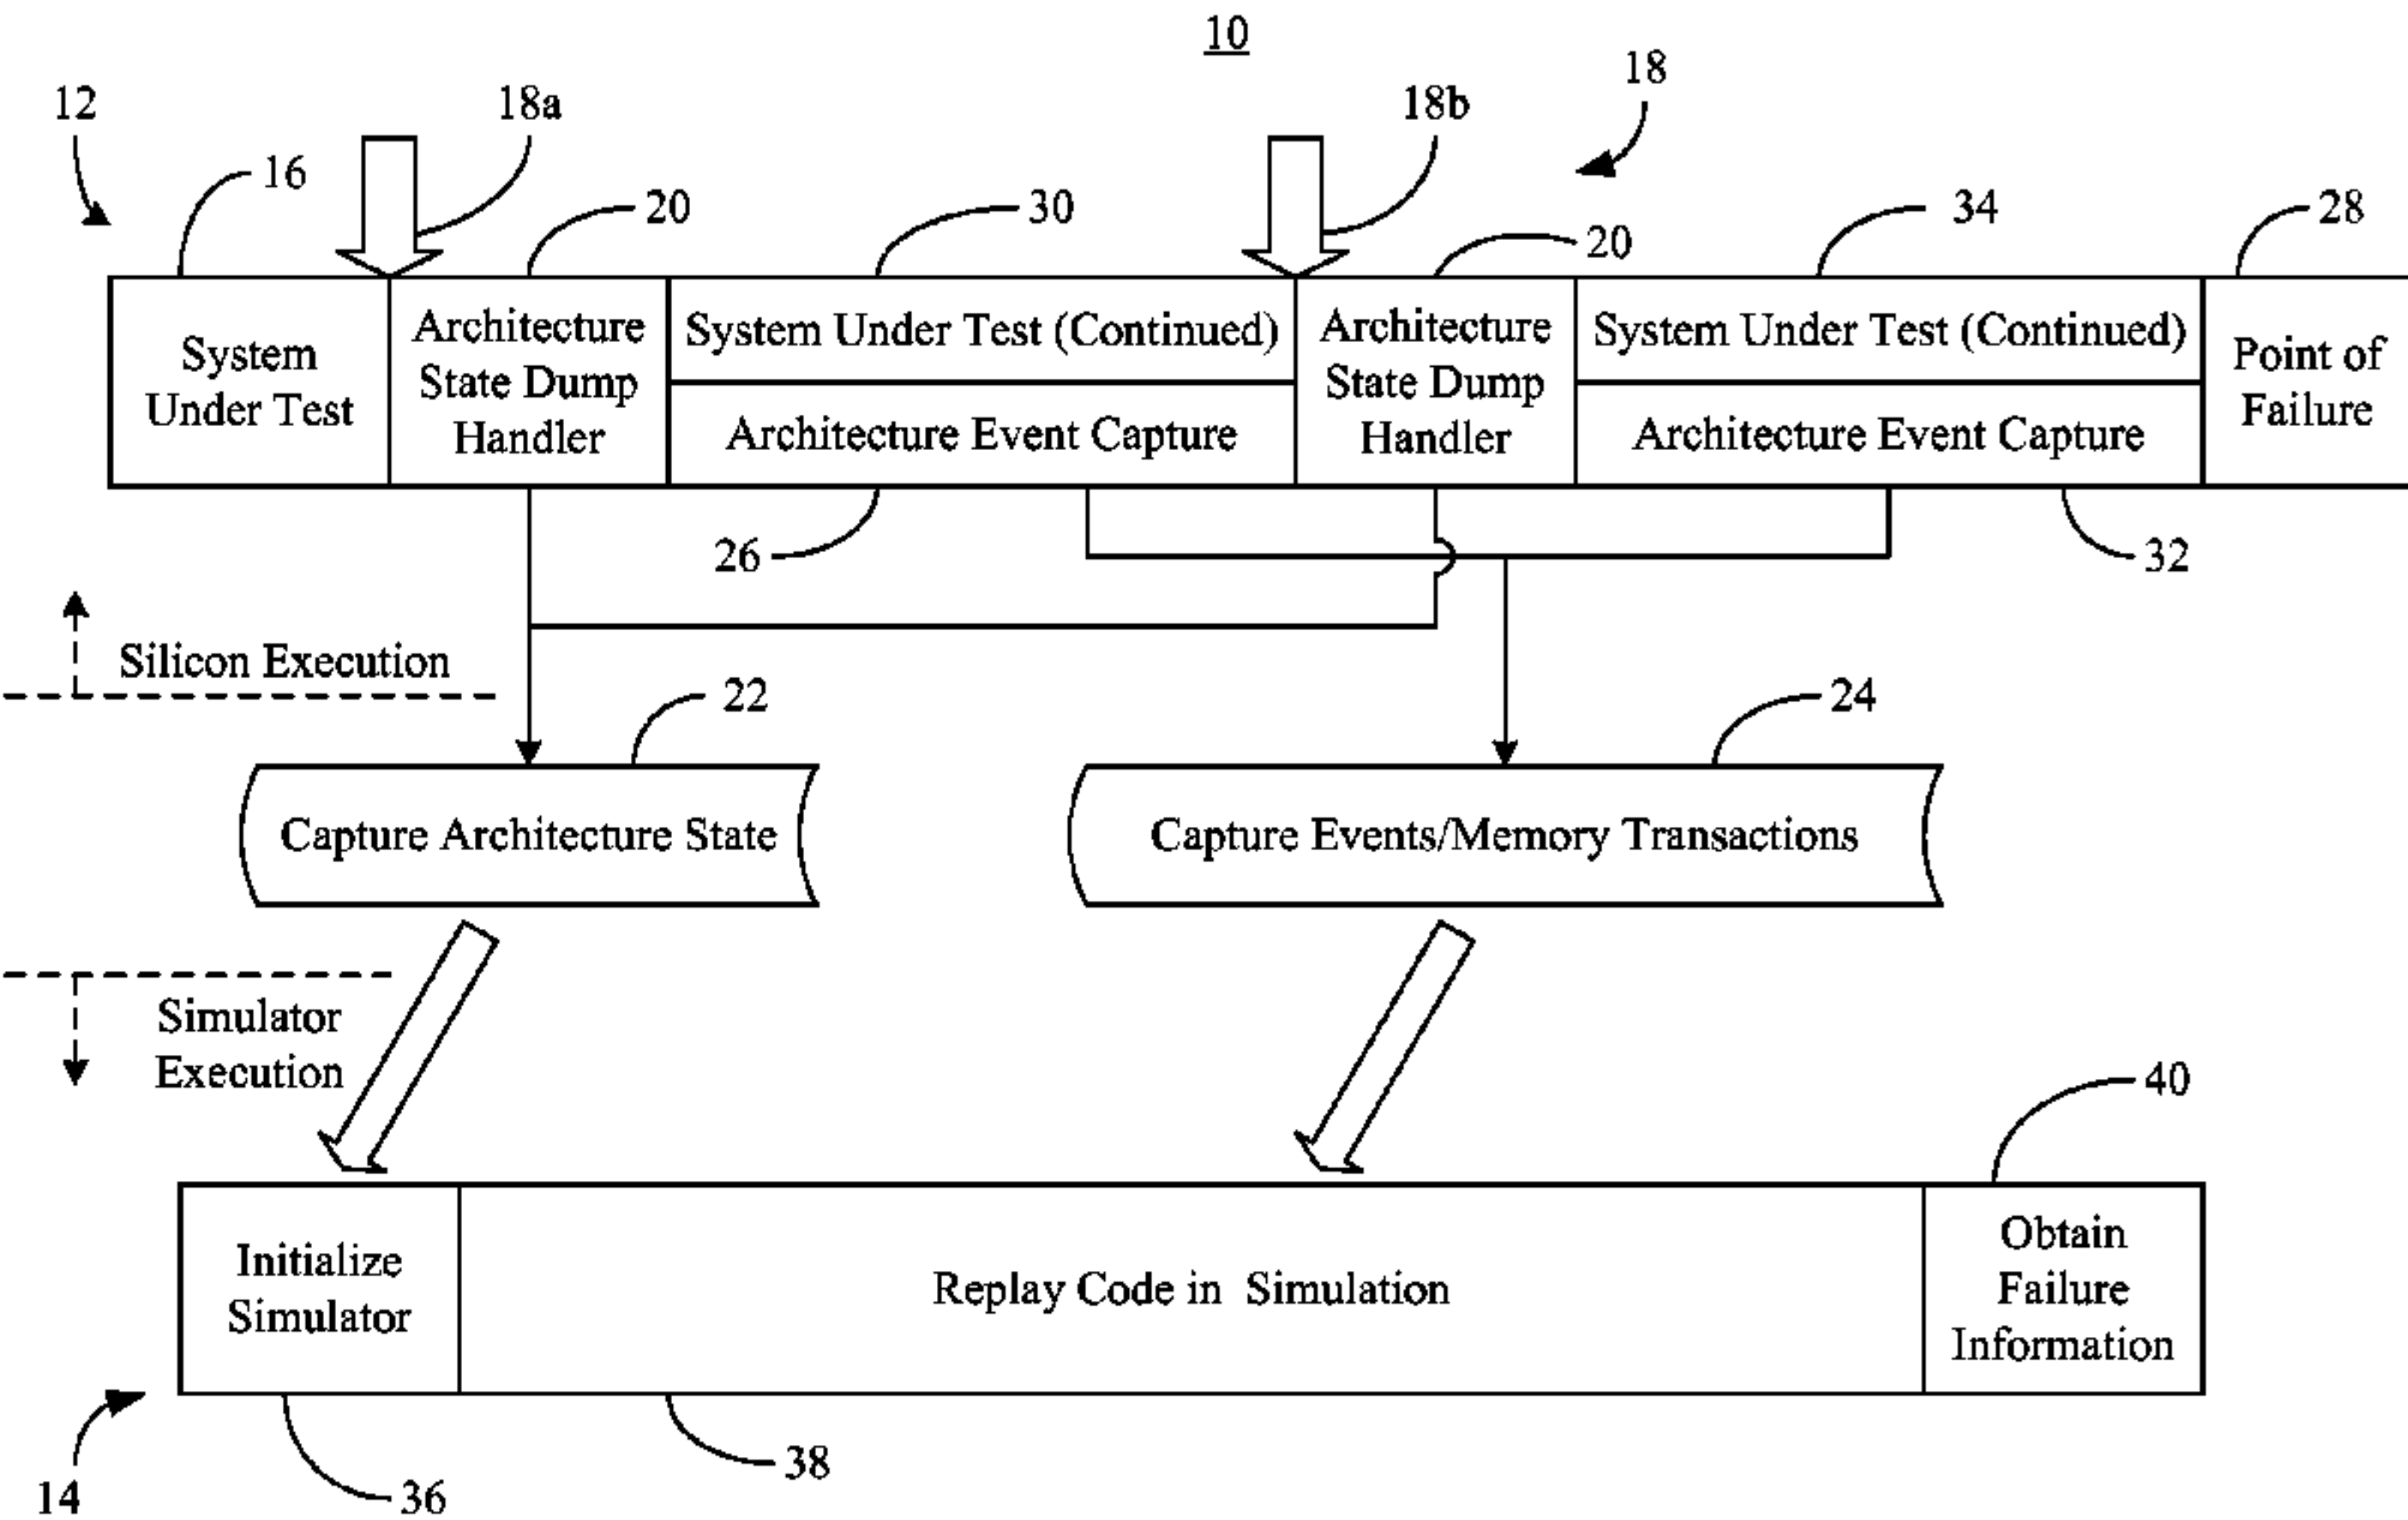 10
12
18a
18b
18
16
20
30
20
34
28
System
Under Test
Architecture
State Dump
Handler
System Under Test (Continued)
Architecture Event Capture
Architecture
State Dump
Handler
System Under Test (Continued)
Architecture Event Capture
Point of
Failure
26
32
Silicon Execution
22
24
Capture Architecture State
Capture Events/Memory Transactions
Simulator
Execution
40
Initialize
Simulator
Replay Code in Simulation
Obtain
Failure
Information
14
36
38